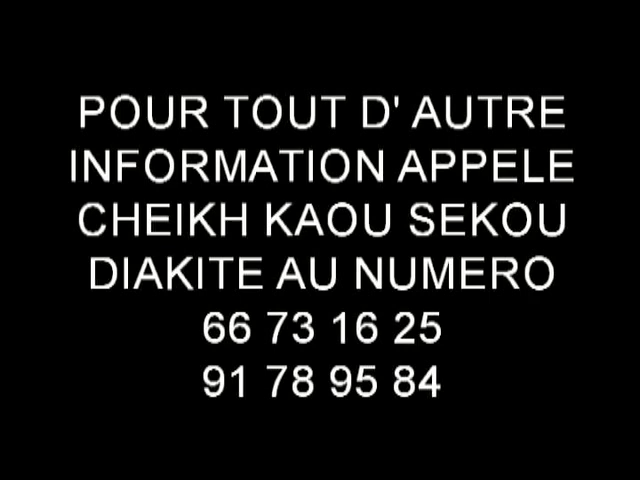 POUR TOUT D' AUTRE
INFORMATION APPELE
CHEIKH KAOU SEKOU
DIAKITE AU NUMERO
66 73 16 25
91 78 95 84